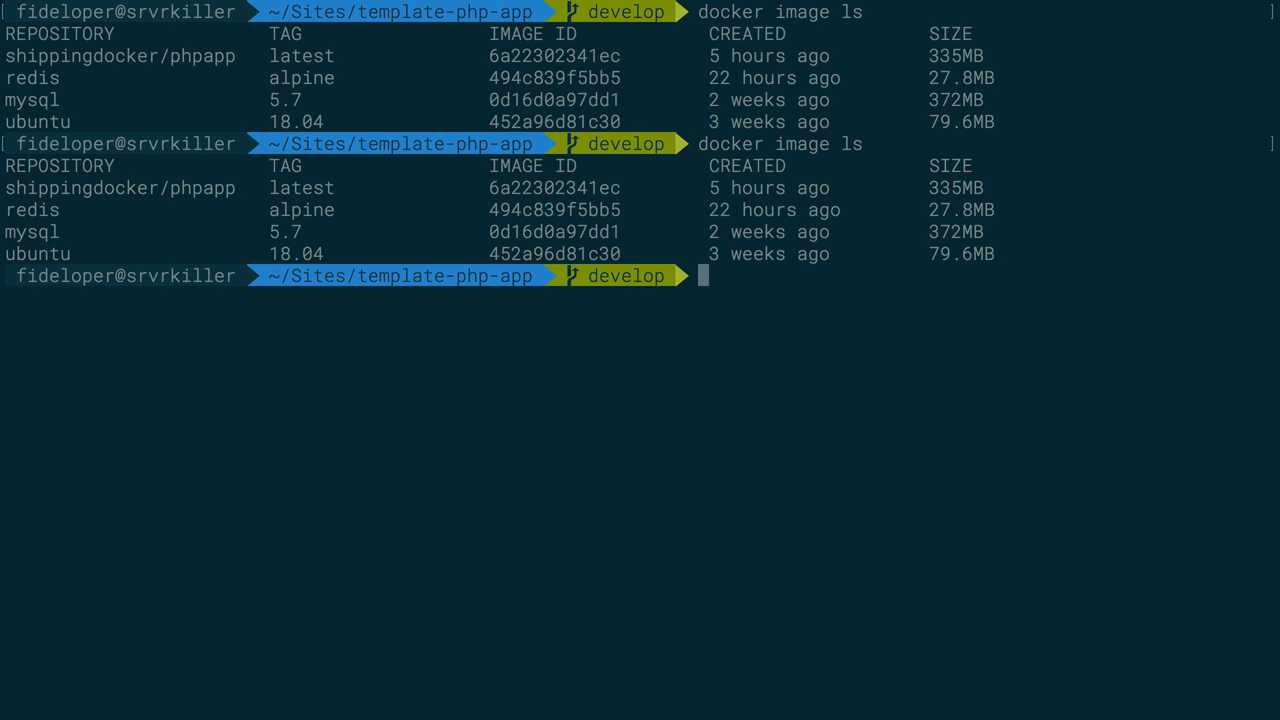 [ fideloper@srvrkiller ~/Sites/template-php-app develop docker image ls ]
REPOSITORY TAG IMAGE ID CREATED SIZE
shippingdocker/phpapp latest 6a22302341ec 5 hours ago 335MB
redis alpine 494c839f5bb5 22 hours ago 27.8MB
mysql 5.7 0d16d0a97dd1 2 weeks ago 372MB
ubuntu 18.04 452a96d81c30 3 weeks ago 79.6MB
[ fideloper@srvrkiller ~/Sites/template-php-app develop docker image ls ]
REPOSITORY TAG IMAGE ID CREATED SIZE
shippingdocker/phpapp latest 6a22302341ec 5 hours ago 335MB
redis alpine 494c839f5bb5 22 hours ago 27.8MB
mysql 5.7 0d16d0a97dd1 2 weeks ago 372MB
ubuntu 18.04 452a96d81c30 3 weeks ago 79.6MB
fideloper@srvrkiller ~/Sites/template-php-app develop